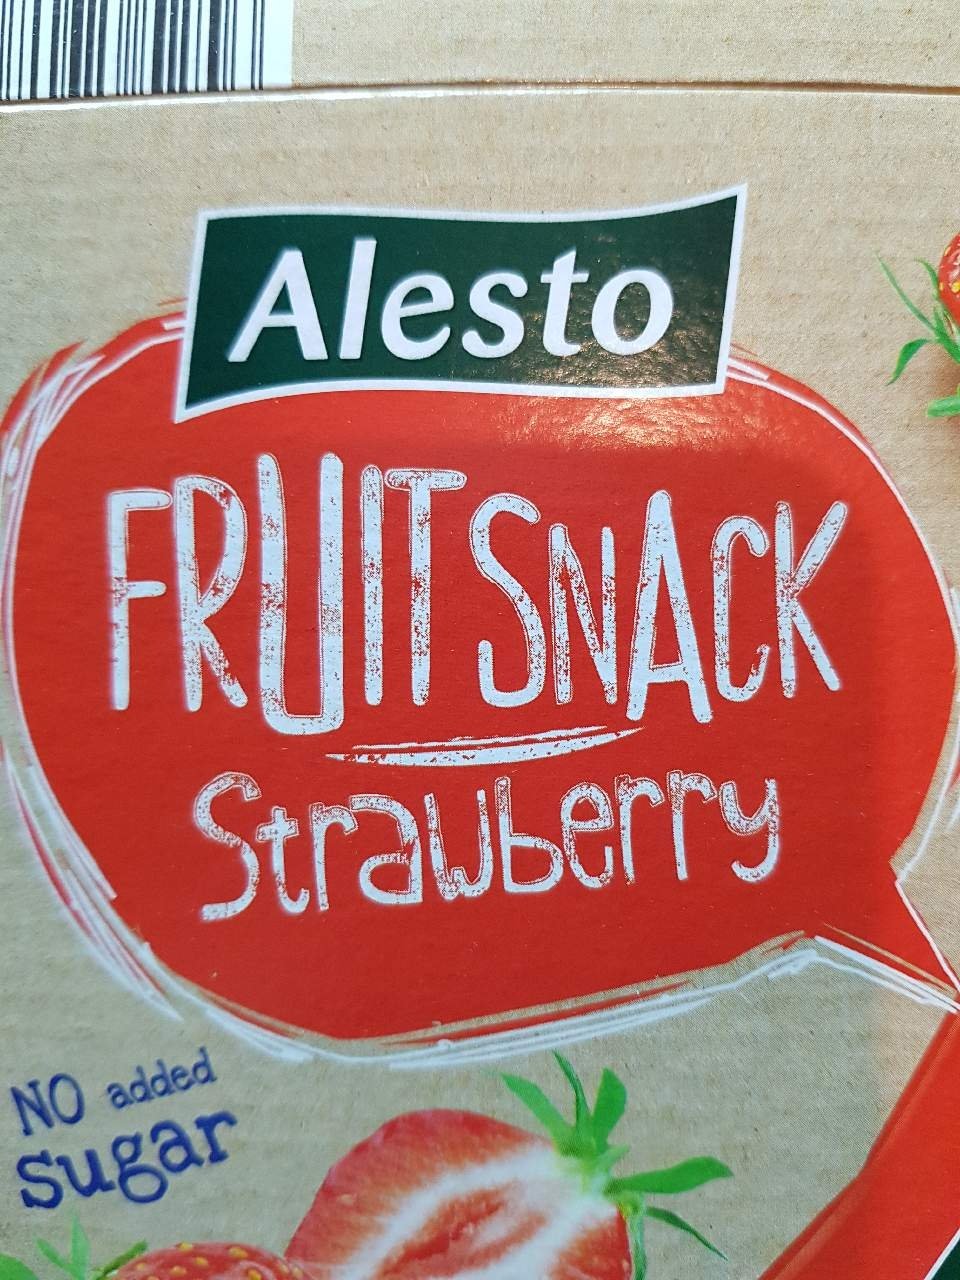 Alesto
FRUIT SNACK
Strawberry
NO added
sugar